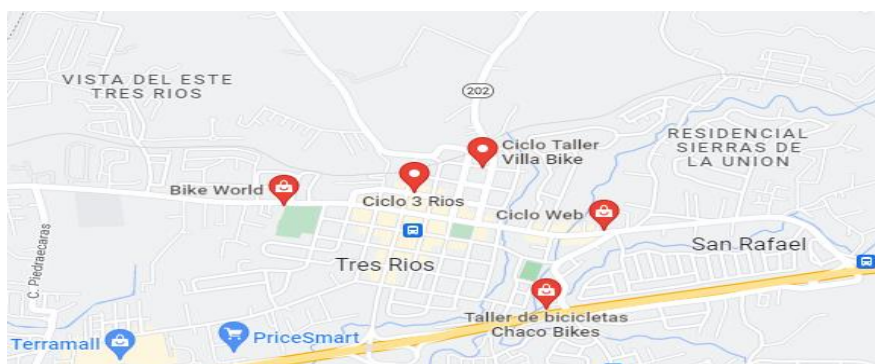 VISTA DEL ESTE
TRES RIOS
202
Ciclo Taller
Villa Bike
RESIDENCIAL
SIERRAS DE
LA UNION
Bike World
Ciclo 3 Rios
Ciclo Web
San Rafael
Tres Rios
C. Piedraecaras
Taller de bicicletas
Chaco Bikes
Terramall
PriceSmart